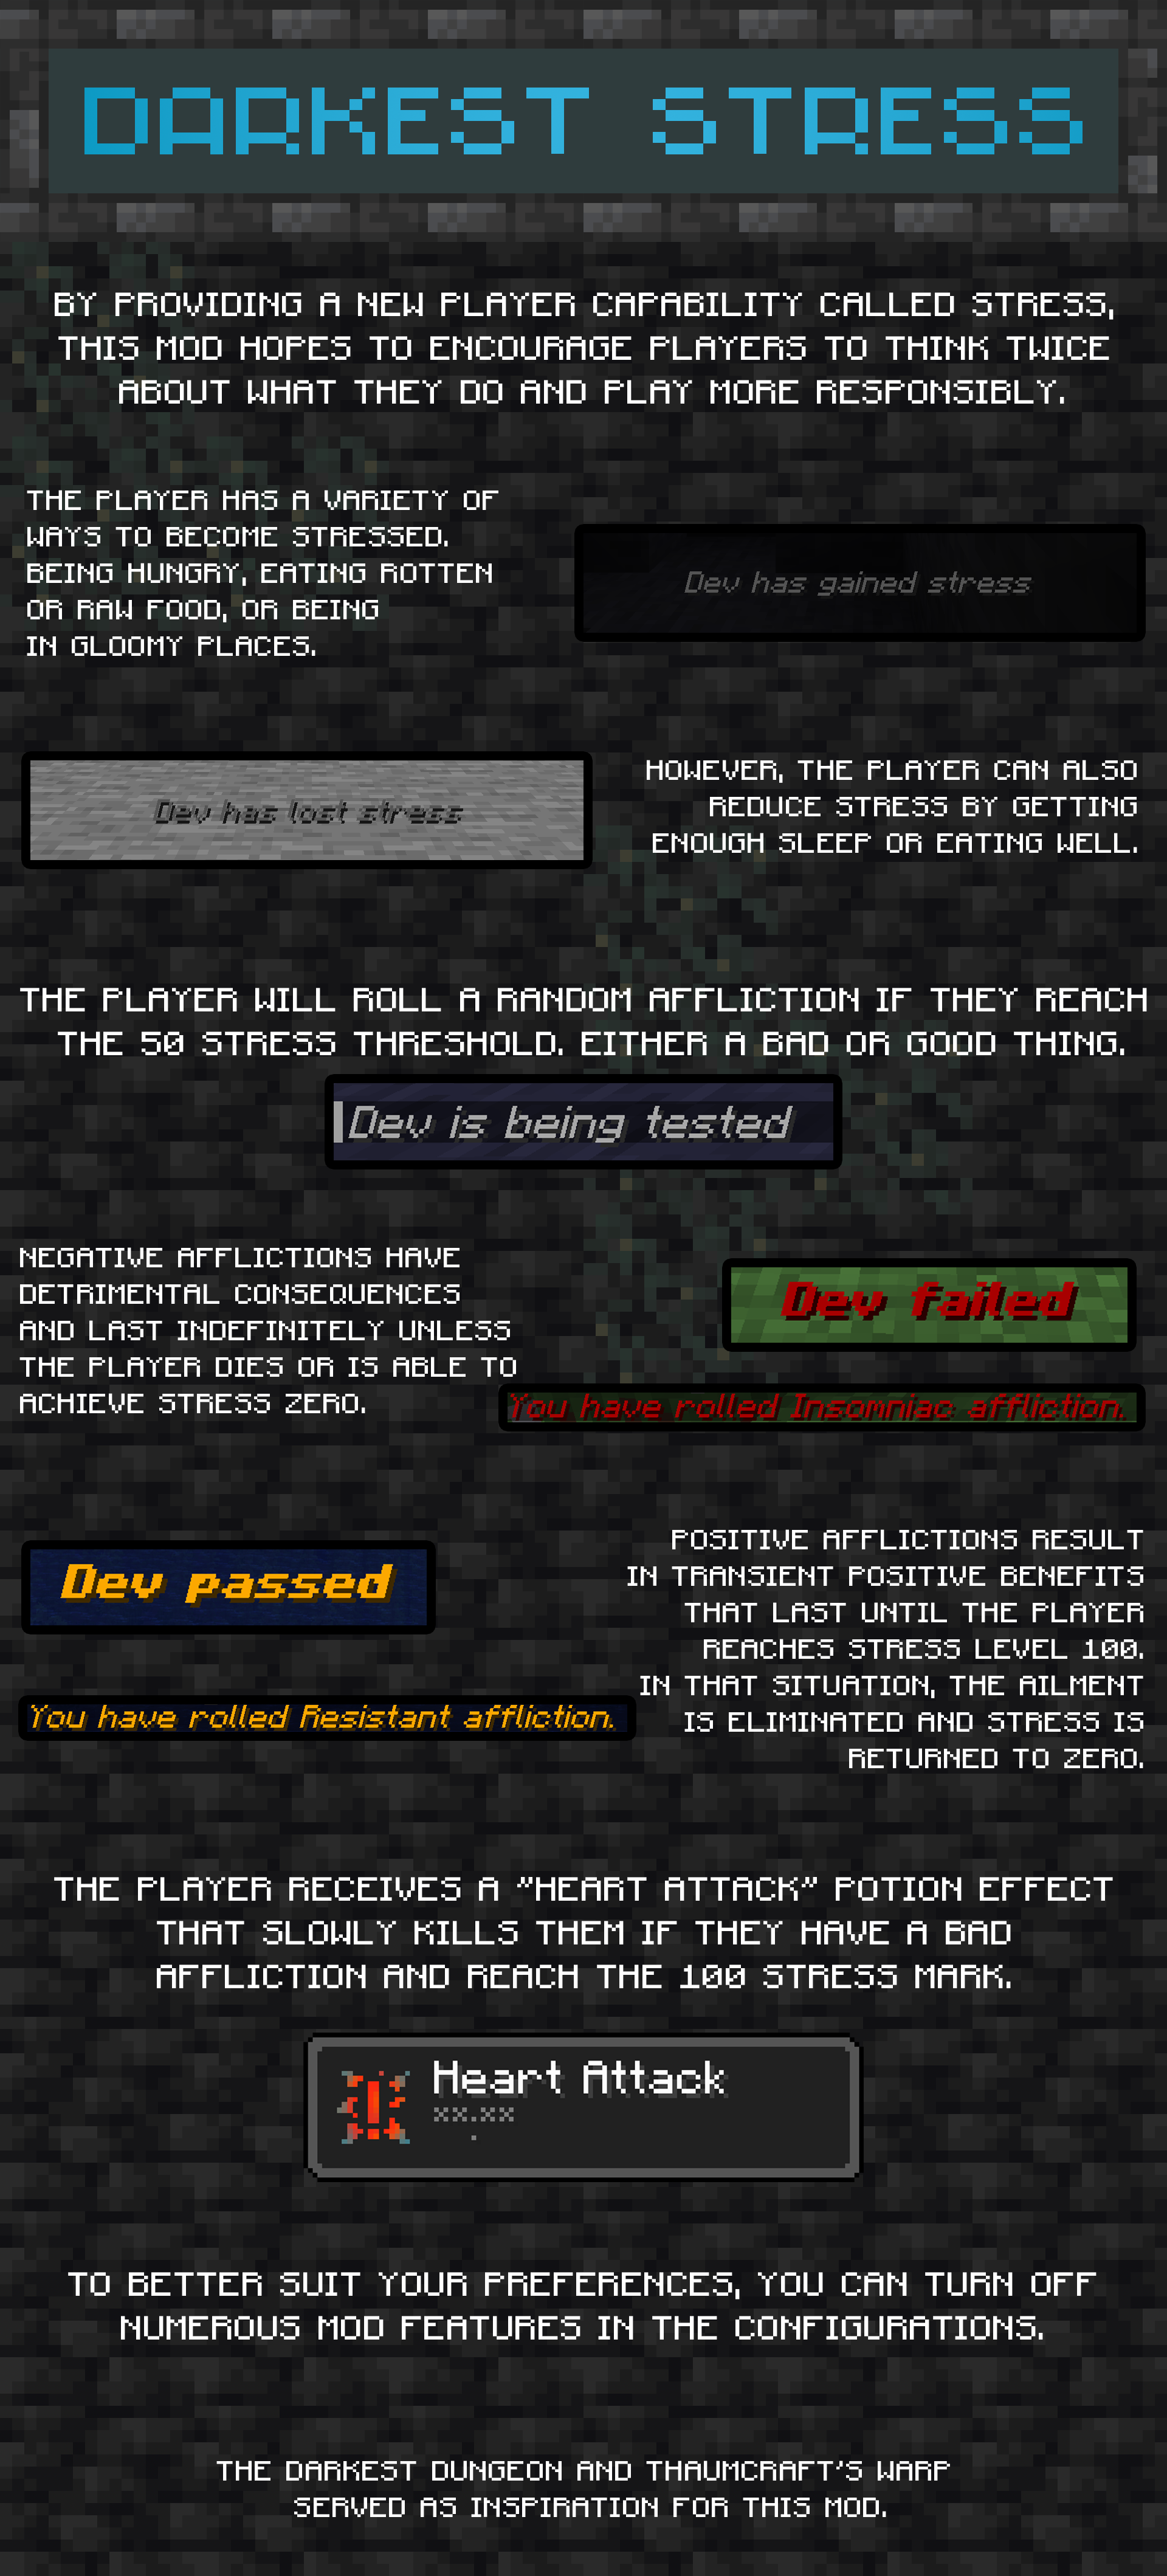 DARKEST STRESS
BY PROVIDING A NEW PLAYER CAPABILITY CALLED STRESS,
THIS MOD HOPES TO ENCOURAGE PLAYERS TO THINK TWICE
ABOUT WHAT THEY DO AND PLAY MORE RESPONSIBLY.
THE PLAYER HAS A VARIETY OF
WAYS TO BECOME STRESSED.
BEING HUNGRY, EATING ROTTEN
OR RAW FOOD, OR BEING
IN GLOOMY PLACES.
Dev has gained stress
Dev has lost stress
HOWEVER, THE PLAYER CAN ALSO
REDUCE STRESS BY GETTING
ENOUGH SLEEP OR EATING WELL.
THE PLAYER WILL ROLL A RANDOM AFFLICTION IF THEY REACH
THE 50 STRESS THRESHOLD. EITHER A BAD OR GOOD THING.
Dev is being tested
NEGATIVE AFFLICTIONS HAVE
DETRIMENTAL CONSEQUENCES
AND LAST INDEFINITELY UNLESS
THE PLAYER DIES OR IS ABLE TO
ACHIEVE STRESS ZERO.
Dev failed
You have rolled Insomniac affliction.
Dev passed
You have rolled Resistant affliction.
POSITIVE AFFLICTIONS RESULT
IN TRANSIENT POSITIVE BENEFITS
THAT LAST UNTIL THE PLAYER
REACHES STRESS LEVEL 100.
IN THAT SITUATION, THE AILMENT
IS ELIMINATED AND STRESS IS
RETURNED TO ZERO.
THE PLAYER RECEIVES A "HEART ATTACK" POTION EFFECT
THAT SLOWLY KILLS THEM IF THEY HAVE A BAD
AFFLICTION AND REACH THE 100 STRESS MARK.
Heart Attack
xx.xx
TO BETTER SUIT YOUR PREFERENCES, YOU CAN TURN OFF
NUMEROUS MOD FEATURES IN THE CONFIGURATIONS.
THE DARKEST DUNGEON AND THAUMCRAFT'S WARP
SERVED AS INSPIRATION FOR THIS MOD.